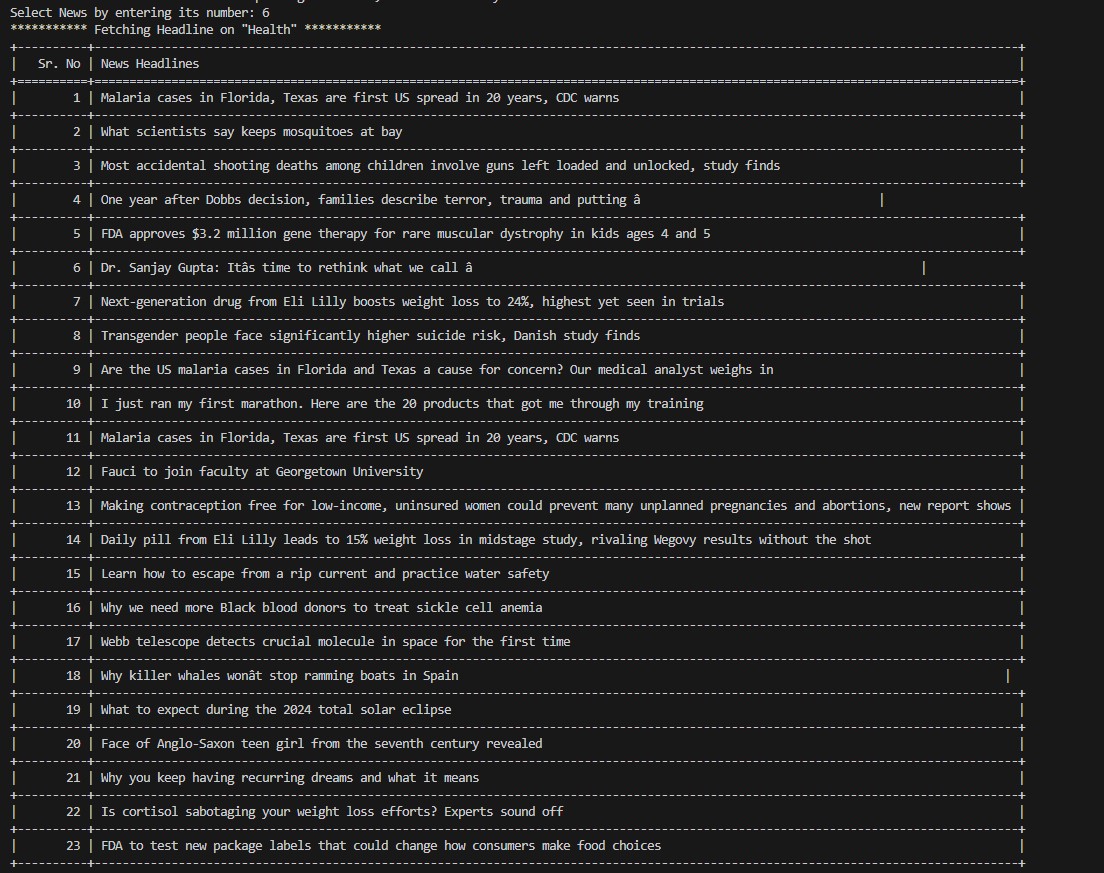 Select News by entering its number: 6
*********** Fetching Headline on "Health" ***********
Sr. No | News Headlines
1 | Malaria cases in Florida, Texas are first US spread in 20 years, CDC warns
2 | What scientists say keeps mosquitoes at bay
3 | Most accidental shooting deaths among children involve guns left loaded and unlocked, study finds
4 | One year after Dobbs decision, families describe terror, trauma and putting â
5 | FDA approves $3.2 million gene therapy for rare muscular dystrophy in kids ages 4 and 5
6 | Dr. Sanjay Gupta: Itâs time to rethink what we call â
7 | Next-generation drug from Eli Lilly boosts weight loss to 24%, highest yet seen in trials
8 | Transgender people face significantly higher suicide risk, Danish study finds
9 | Are the US malaria cases in Florida and Texas a cause for concern? Our medical analyst weighs in
10 | I just ran my first marathon. Here are the 20 products that got me through my training
11 | Malaria cases in Florida, Texas are first US spread in 20 years, CDC warns
12 | Fauci to join faculty at Georgetown University
13 | Making contraception free for low-income, uninsured women could prevent many unplanned pregnancies and abortions, new report shows
14 | Daily pill from Eli Lilly leads to 15% weight loss in midstage study, rivaling Wegovy results without the shot
15 | Learn how to escape from a rip current and practice water safety
16 | Why we need more Black blood donors to treat sickle cell anemia
17 | Webb telescope detects crucial molecule in space for the first time
18 | Why killer whales wonât stop ramming boats in Spain
19 | What to expect during the 2024 total solar eclipse
20 | Face of Anglo-Saxon teen girl from the seventh century revealed
21 | Why you keep having recurring dreams and what it means
22 | Is cortisol sabotaging your weight loss efforts? Experts sound off
23 | FDA to test new package labels that could change how consumers make food choices